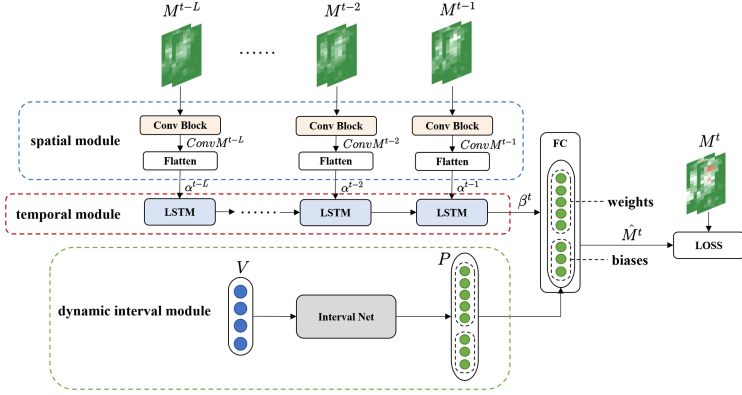 M^{t-L} ...... M^{t-2} M^{t-1}
spatial module
Conv Block Conv Block Conv Block
ConvM^{t-L} ConvM^{t-2} ConvM^{t-1}
Flatten Flatten Flatten
α^{t-L} α^{t-2} α^{t-1}
temporal module
LSTM ...... LSTM LSTM
β^t
FC
weights
biases
M̂^t
M^t
LOSS
dynamic interval module
V
Interval Net
P